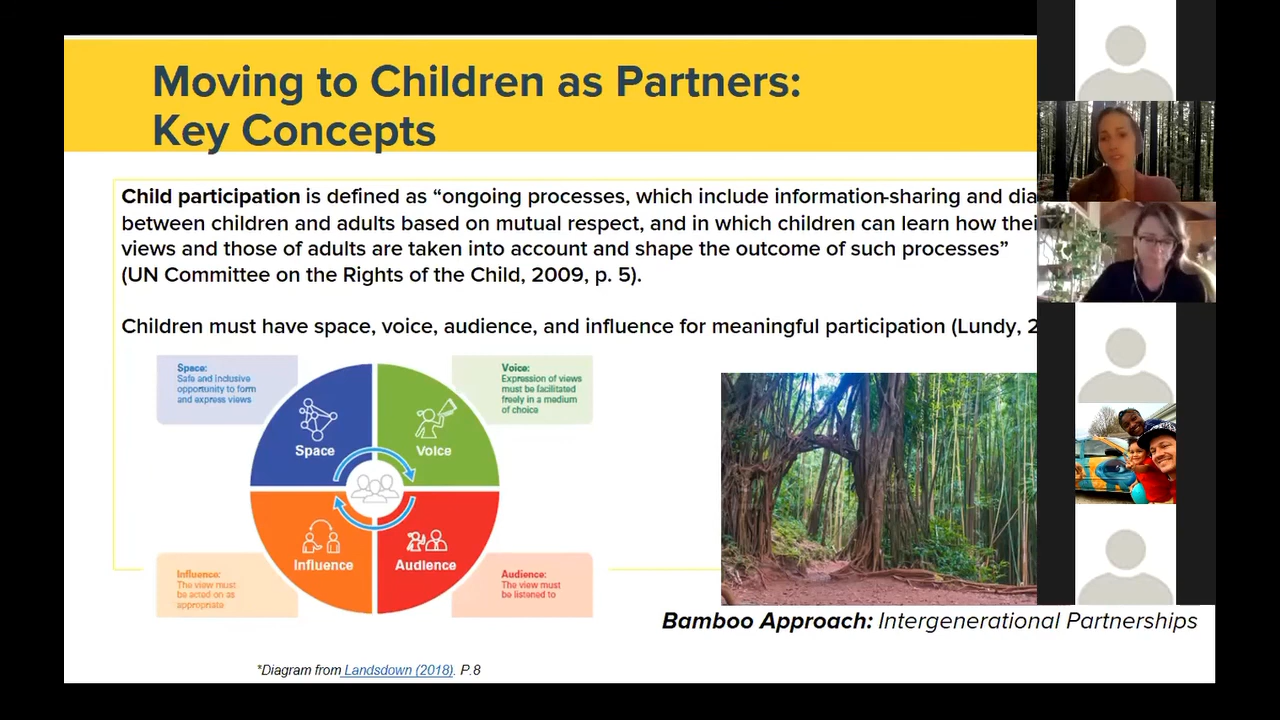 Moving to Children as Partners:
Key Concepts
Child participation is defined as “ongoing processes, which include information-sharing and dia
between children and adults based on mutual respect, and in which children can learn how thei
views and those of adults are taken into account and shape the outcome of such processes”
(UN Committee on the Rights of the Child, 2009, p. 5).
Children must have space, voice, audience, and influence for meaningful participation (Lundy, 2
Space:
Safe and inclusive
opportunity to form
and express views
Voice:
Expression of views
must be facilitated
freely in a medium
of choice
Space
Voice
Influence
Audience
Influence:
The view must
be acted on as
appropriate
Audience:
The view must
be listened to
Bamboo Approach: Intergenerational Partnerships
*Diagram from Landsdown (2018). P.8